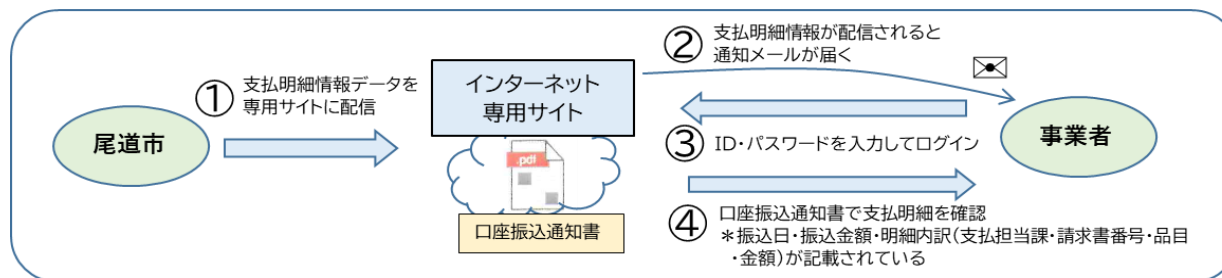 尾道市
①
支払明細情報データを
専用サイトに配信
インターネット
専用サイト
.pdf
口座振込通知書
②
支払明細情報が配信されると
通知メールが届く
③
ID・パスワードを入力してログイン
事業者
④
口座振込通知書で支払明細を確認
＊振込日・振込金額・明細内訳(支払担当課・請求書番号・品目
・金額)が記載されている